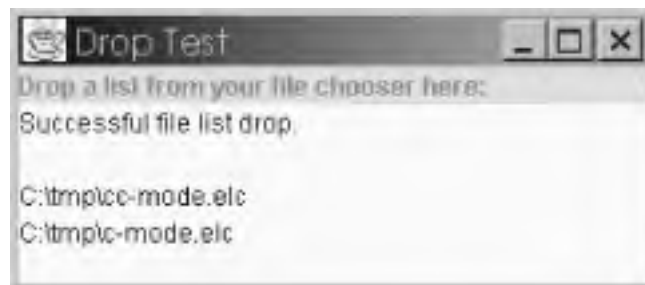 Drop Test
Drop a list from your file chooser here:
Successful file list drop.
C:\tmp\cc-mode.elc
C:\tmp\c-mode.elc